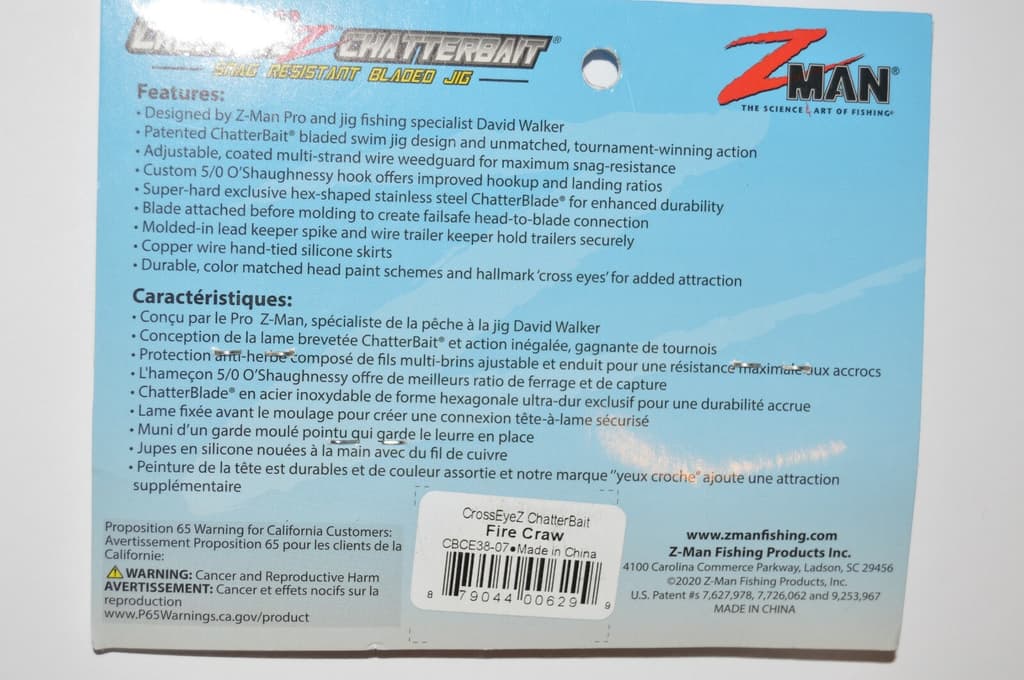 CHATTERBAIT®
SNAG RESISTANT BLADED JIG
ZMAN®
THE SCIENCE & ART OF FISHING®
Features:
• Designed by Z-Man Pro and jig fishing specialist David Walker
• Patented ChatterBait® bladed swim jig design and unmatched, tournament-winning action
• Adjustable, coated multi-strand wire weedguard for maximum snag-resistance
• Custom 5/0 O'Shaughnessy hook offers improved hookup and landing ratios
• Super-hard exclusive hex-shaped stainless steel ChatterBlade® for enhanced durability
• Blade attached before molding to create failsafe head-to-blade connection
• Molded-in lead keeper spike and wire trailer keeper hold trailers securely
• Copper wire hand-tied silicone skirts
• Durable, color matched head paint schemes and hallmark 'cross eyes' for added attraction
Caractéristiques:
• Conçu par le Pro Z-Man, spécialiste de la pêche à la jig David Walker
• Conception de la lame brevetée ChatterBait® et action inégalée, gagnante de tournois
• Protection anti-herbe composé de fils multi-brins ajustable et enduit pour une résistance maximale aux accrocs
• L'hameçon 5/0 O'Shaughnessy offre de meilleurs ratio de ferrage et de capture
• ChatterBlade® en acier inoxydable de forme hexagonale ultra-dur exclusif pour une durabilité accrue
• Lame fixée avant le moulage pour créer une connexion tête-à-lame sécurisé
• Muni d'un garde moulé pointu qui garde le leurre en place
• Jupes en silicone nouées à la main avec du fil de cuivre
• Peinture de la tête est durables et de couleur assortie et notre marque "yeux croche" ajoute une attraction
supplémentaire
Proposition 65 Warning for California Customers:
Avertissement Proposition 65 pour les clients de la
Californie:
WARNING: Cancer and Reproductive Harm
AVERTISSEMENT: Cancer et effets nocifs sur la
reproduction
www.P65Warnings.ca.gov/product
CrossEyeZ ChatterBait
Fire Craw
CBCE38-07•Made in China
8 79044 00629 9
www.zmanfishing.com
Z-Man Fishing Products Inc.
4100 Carolina Commerce Parkway, Ladson, SC 29456
©2020 Z-Man Fishing Products, Inc.
U.S. Patent #s 7,627,978, 7,726,062 and 9,253,967
MADE IN CHINA